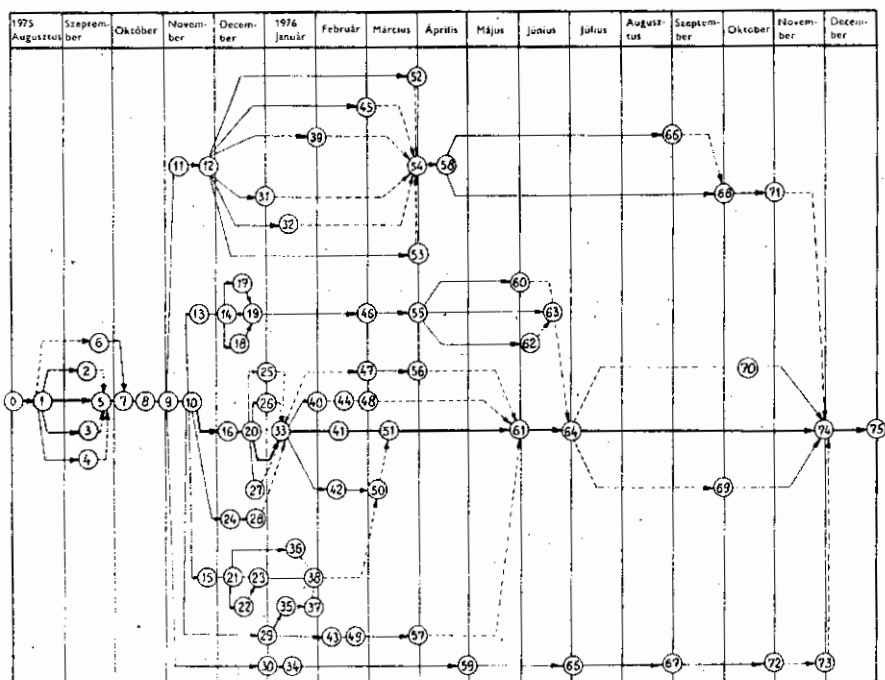 1975
Augusztus
Szeprem-
ber
Október
Novem-
ber
Decem-
ber
1976
Január
Február
Március
Április
Május
Június
Július
Augusz-
tus
Szeptem-
ber
Október
Novem-
ber
Decem-
ber
52
45
39
11 12 54 58 66
31 68 71
32
53
17 60
13 14 19 46 55 63
18 62
6
2 25 47 56 70
0 1 5 7 8 9 10 26 40 44 48
3 16 20 33 41 51 61 64 74 75
4
27 42 50 69
24 28
36
15 21 23 38
22 35 37
29 43 49 57
30 34 59 65 67 72 73